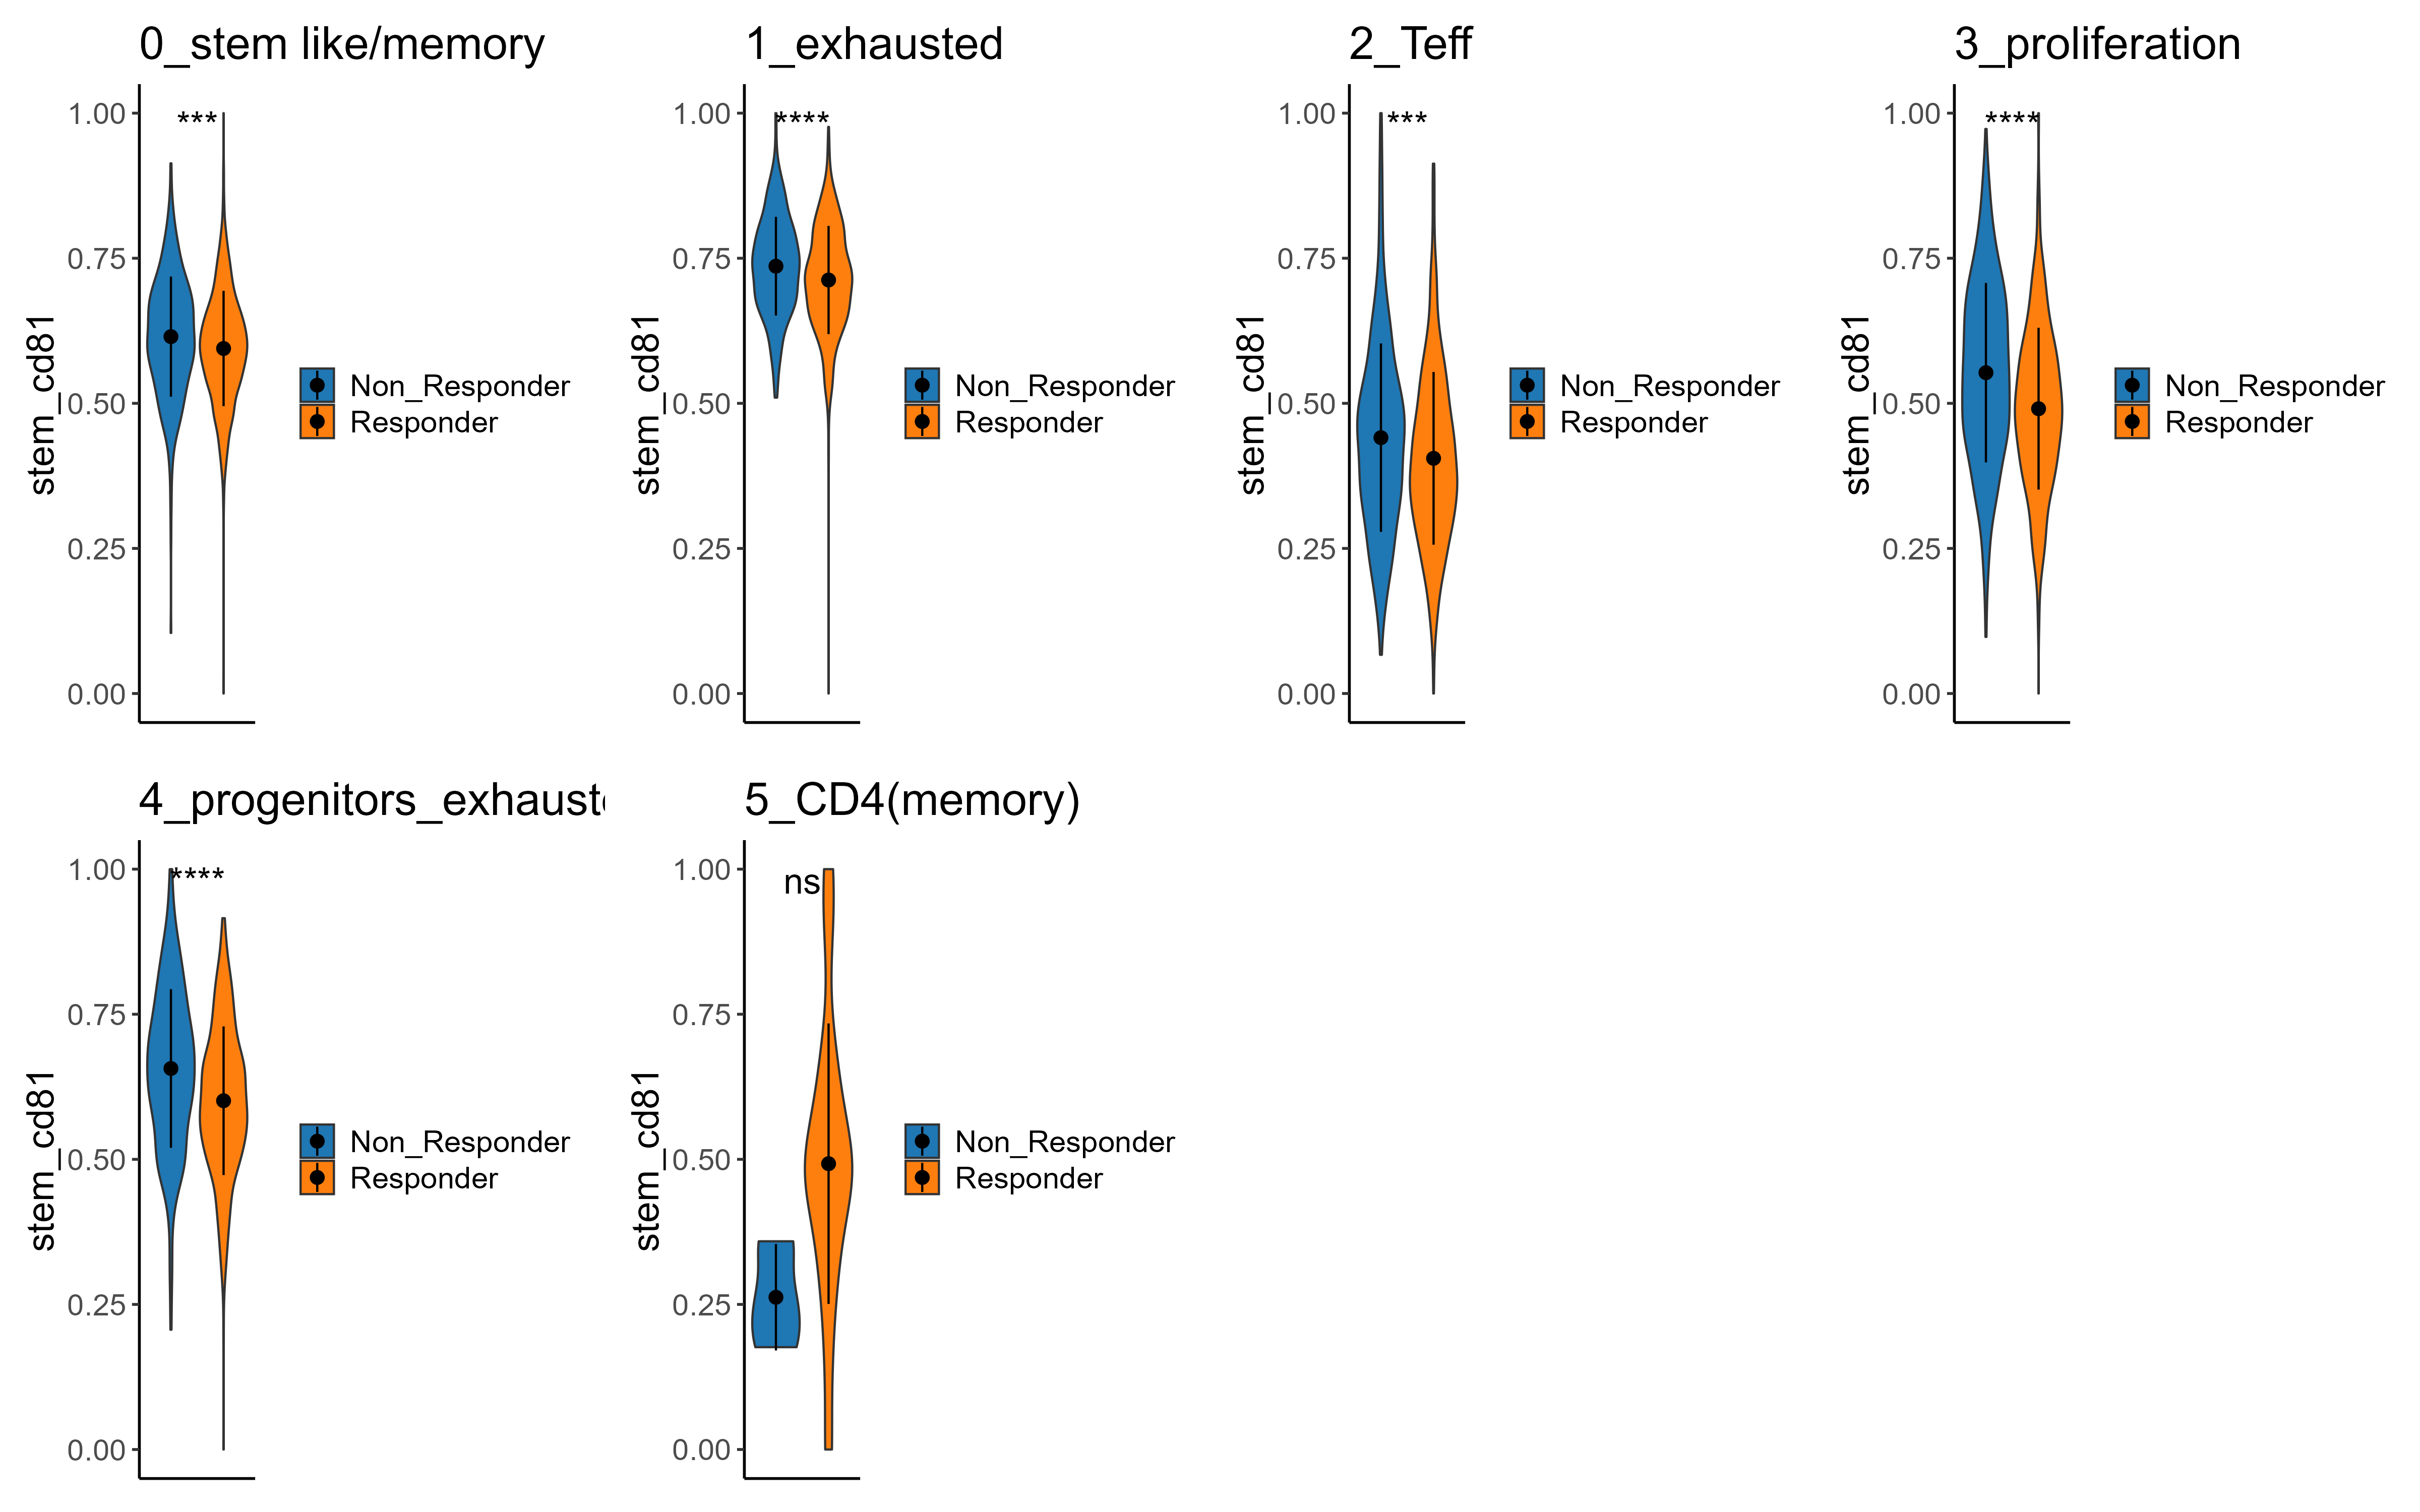 0_stem like/memory
***
1.00
0.75
0.50
0.25
0.00
stem_cd81
Non_Responder
Responder
1_exhausted
****
1.00
0.75
0.50
0.25
0.00
stem_cd81
Non_Responder
Responder
2_Teff
***
1.00
0.75
0.50
0.25
0.00
stem_cd81
Non_Responder
Responder
3_proliferation
****
1.00
0.75
0.50
0.25
0.00
stem_cd81
Non_Responder
Responder
4_progenitors_exhauste
****
1.00
0.75
0.50
0.25
0.00
stem_cd81
Non_Responder
Responder
5_CD4(memory)
ns
1.00
0.75
0.50
0.25
0.00
stem_cd81
Non_Responder
Responder